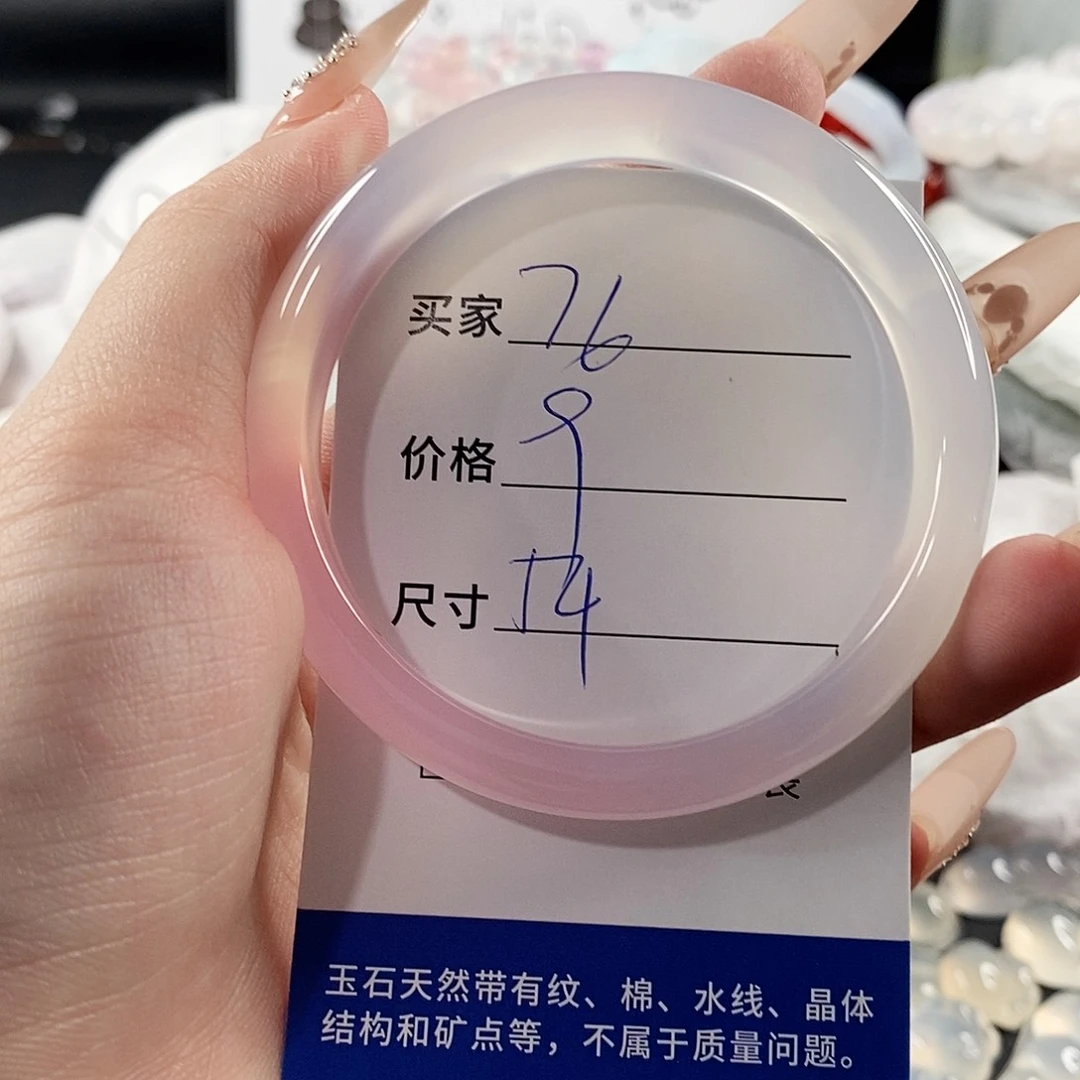 买家 76
价格 9
尺寸 54
玉石天然带有纹、棉、水线、晶体
结构和矿点等，不属于质量问题。